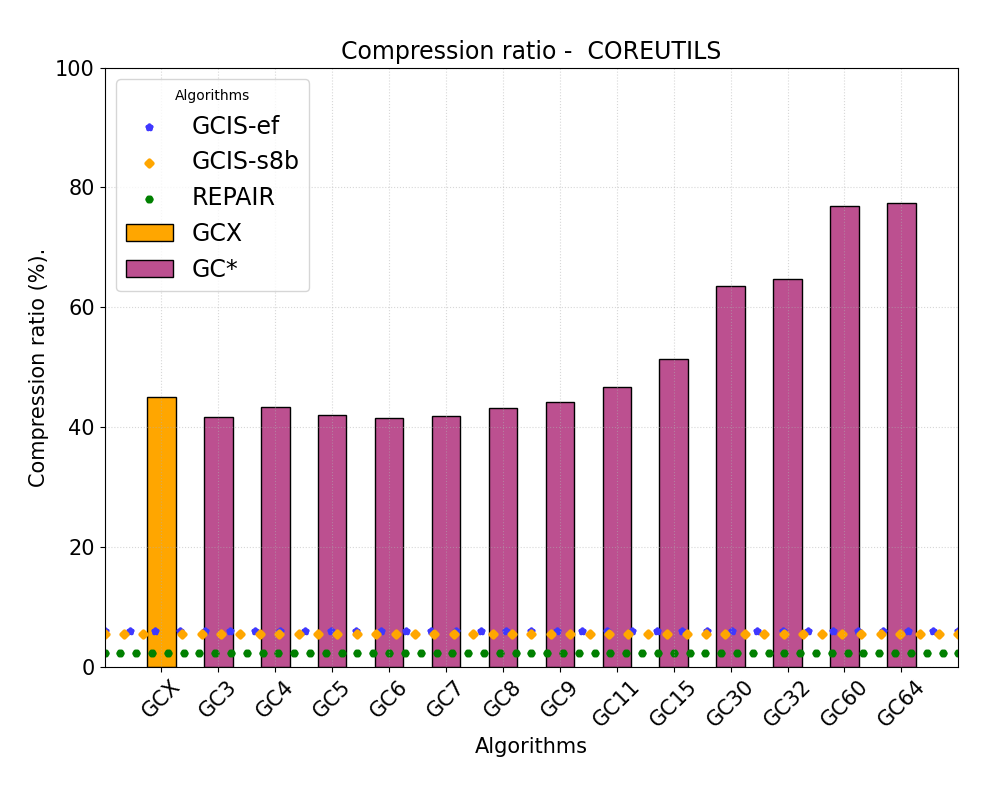 Compression ratio -  COREUTILS
Compression ratio (%).
100
80
60
40
20
0
Algorithms
GCIS-ef
GCIS-s8b
REPAIR
GCX
GC*
GCX
GC3
GC4
GC5
GC6
GC7
GC8
GC9
GC11
GC15
GC30
GC32
GC60
GC64
Algorithms